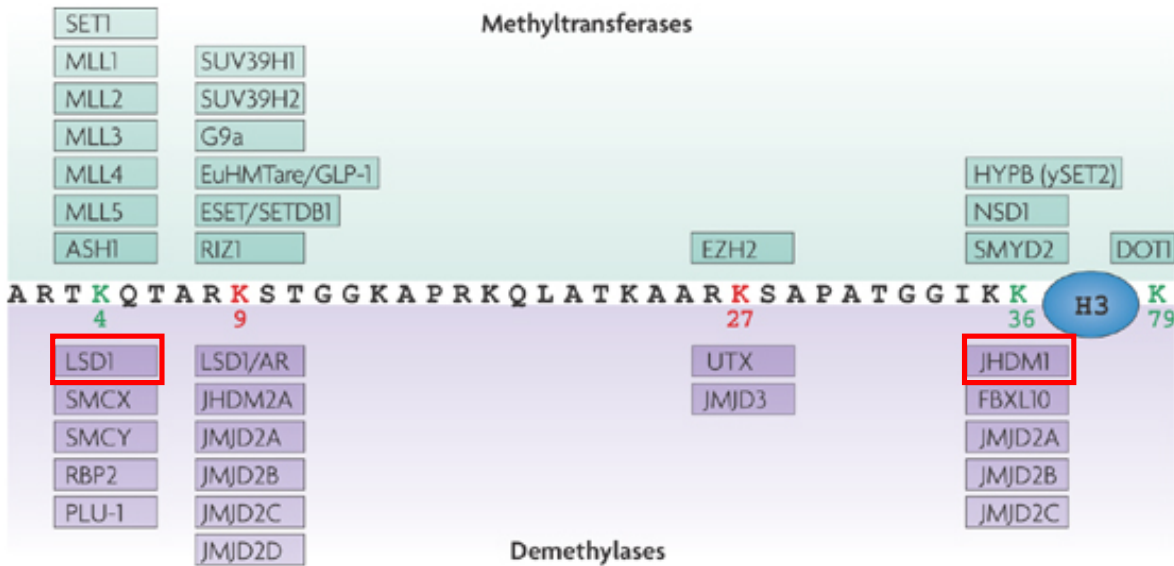 SET1
Methyltransferases
MLL1 SUV39H1
MLL2 SUV39H2
MLL3 G9a
MLL4 EuHMTare/GLP-1 HYPB (ySET2)
MLL5 ESET/SETDB1 NSD1
ASH1 RIZ1 EZH2 SMYD2 DOT1
A R T K Q T A R K S T G G K A P R K Q L A T K A A R K S A P A T G G I K K H3 K
4 9 27 36 79
LSD1 LSD1/AR UTX JHDM1
SMCX JHDM2A JMJD3 FBXL10
SMCY JMJD2A JMJD2A
RBP2 JMJD2B JMJD2B
PLU-1 JMJD2C JMJD2C
JMJD2D Demethylases